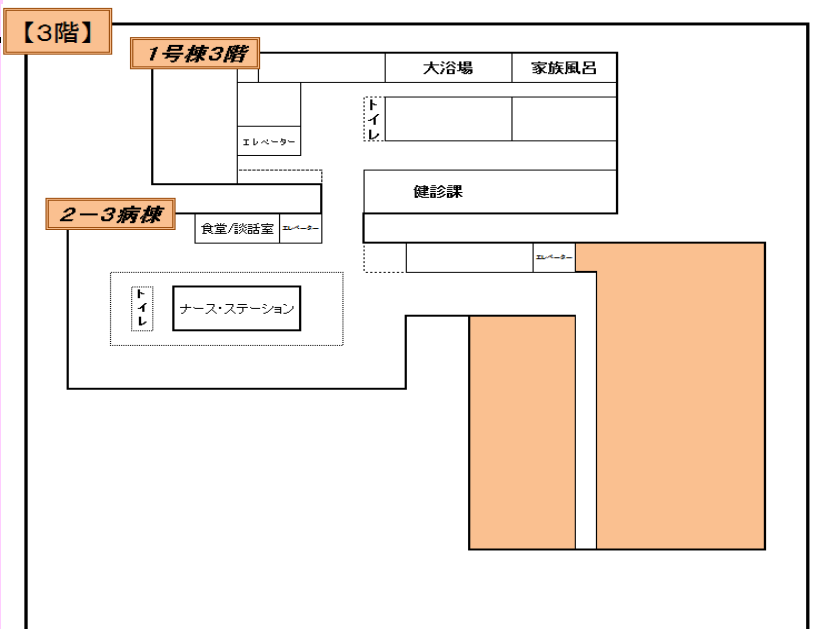 【3階】
1号棟3階
大浴場
家族風呂
トイレ
エレベーター
健診課
2－3病棟
食堂/談話室
エレベーター
エレベーター
トイレ
ナース・ステーション